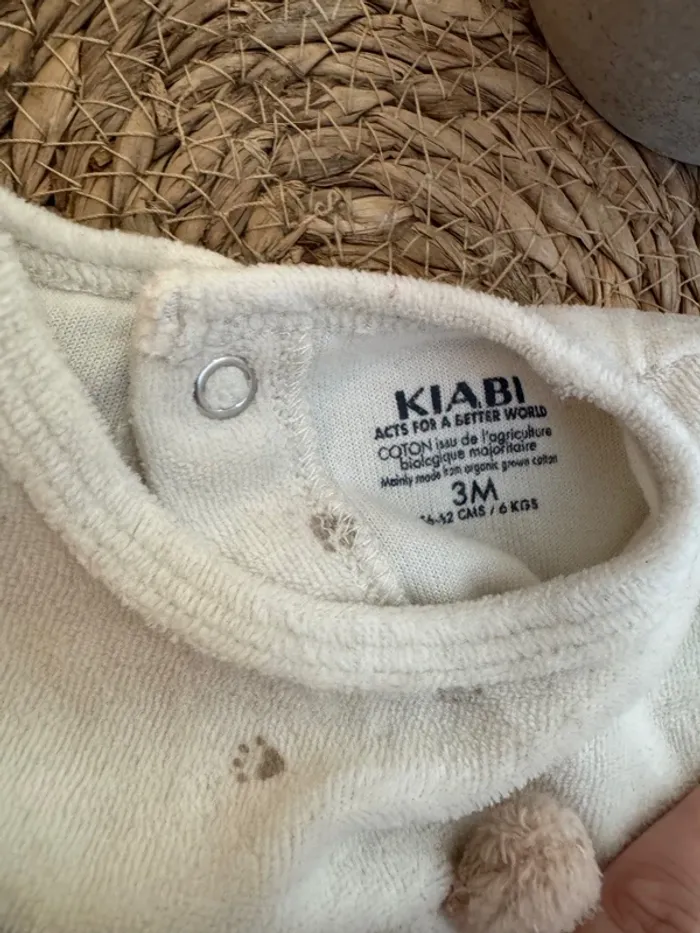 KIABI
ACTS FOR A BETTER WORLD
COTON issu de l'agriculture
biologique majoritaire
Mainly made from organic grown cotton
3M
-62 CMS / 6 KGS